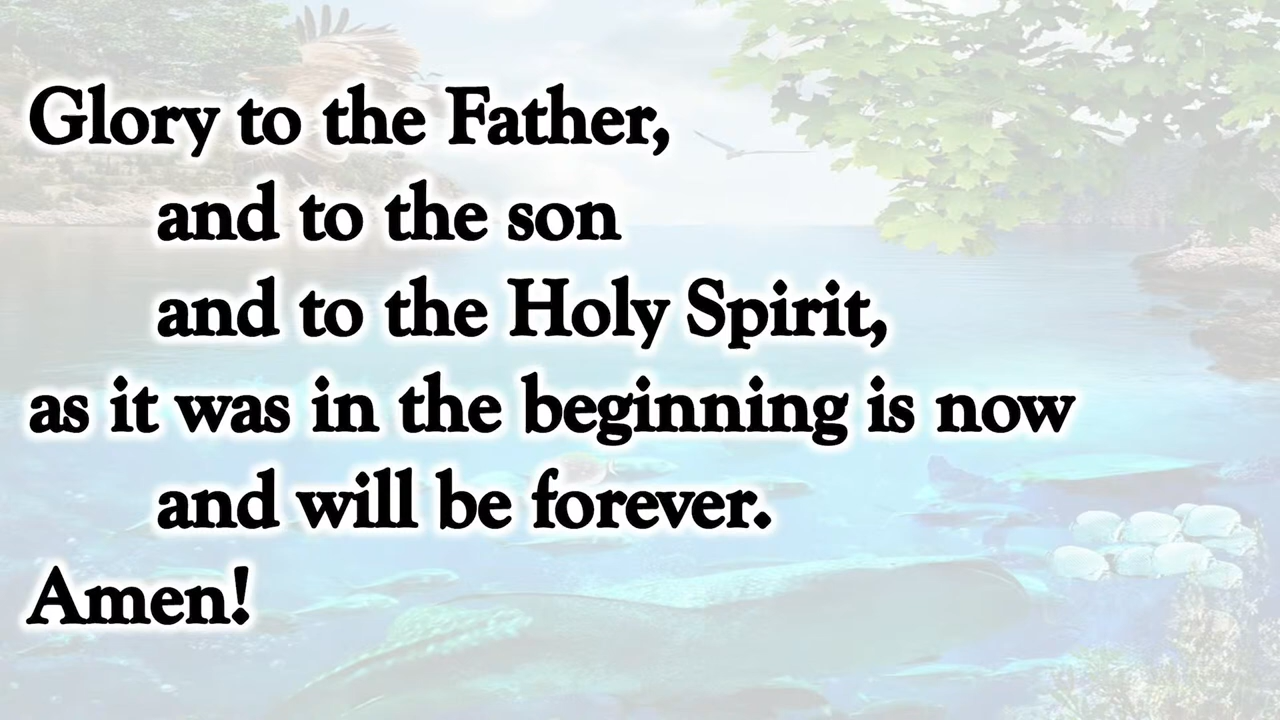 Glory to the Father,
and to the son
and to the Holy Spirit,
as it was in the beginning is now
and will be forever.
Amen!